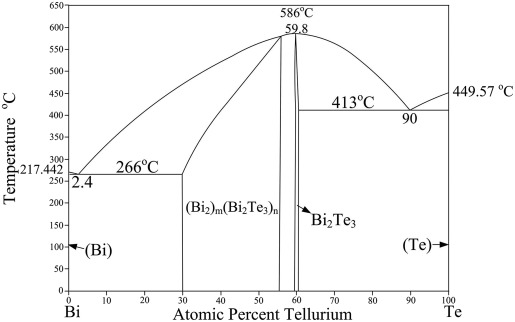 586°C
59.8
650
600
550
500
450
400
350
300
250
200
150
100
50
0
Temperature °C
217.442
2.4
266°C
413°C
90
449.57 °C
(Bi₂)ₘ(Bi₂Te₃)ₙ
Bi₂Te₃
(Bi)
(Te)
0 10 20 30 40 50 60 70 80 90 100
Bi Atomic Percent Tellurium Te